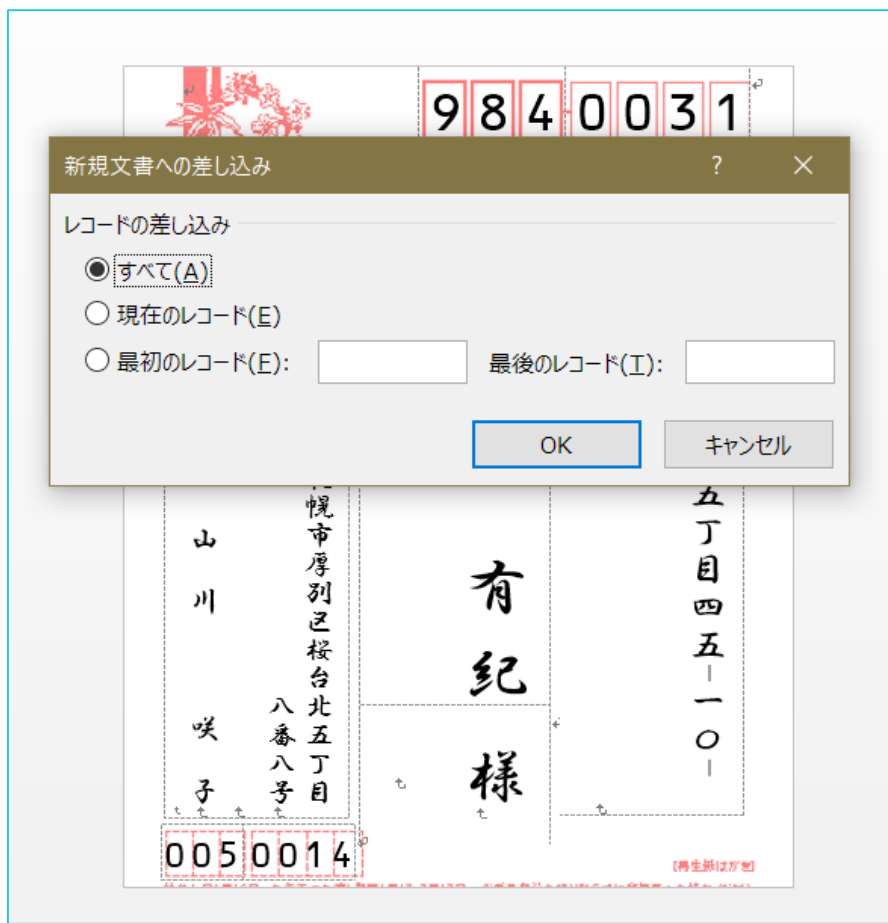 9840031
新規文書への差し込み ? ×
レコードの差し込み
すべて(A)
現在のレコード(E)
最初のレコード(F): 最後のレコード(T):
OK キャンセル
五丁目四五ー一〇ー
有紀様
幌市厚別区桜台北五丁目
八番八号
山川 咲子
0050014
[再生紙はがき]